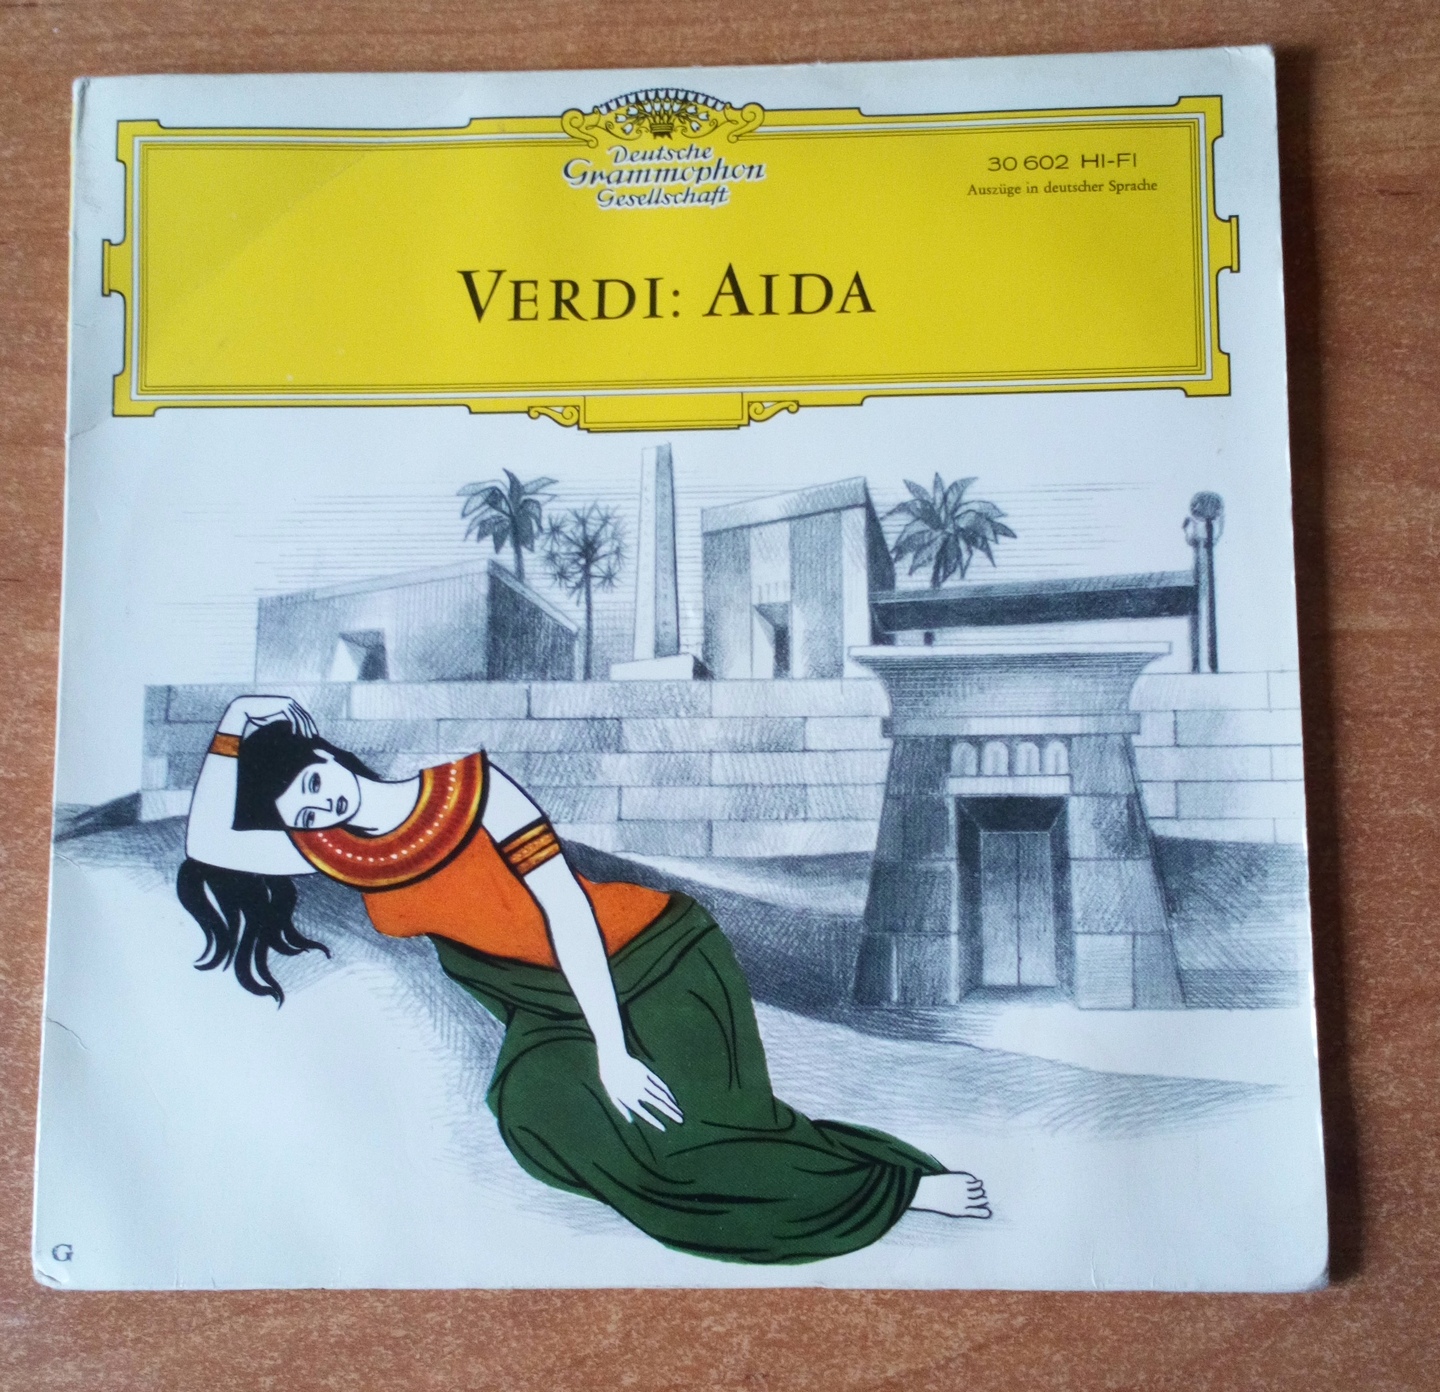 Deutsche
Grammophon
Gesellschaft
30 602 HI-FI
Auszüge in deutscher Sprache
VERDI: AIDA
G